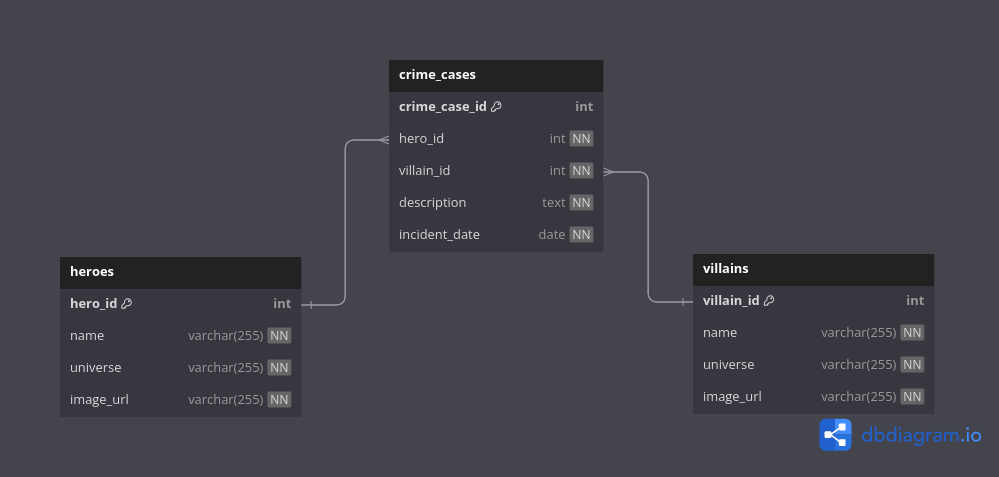 crime_cases
crime_case_id int
hero_id int NN
villain_id int NN
description text NN
incident_date date NN
heroes
hero_id int
name varchar(255) NN
universe varchar(255) NN
image_url varchar(255) NN
villains
villain_id int
name varchar(255) NN
universe varchar(255) NN
image_url varchar(255) NN
dbdiagram.io